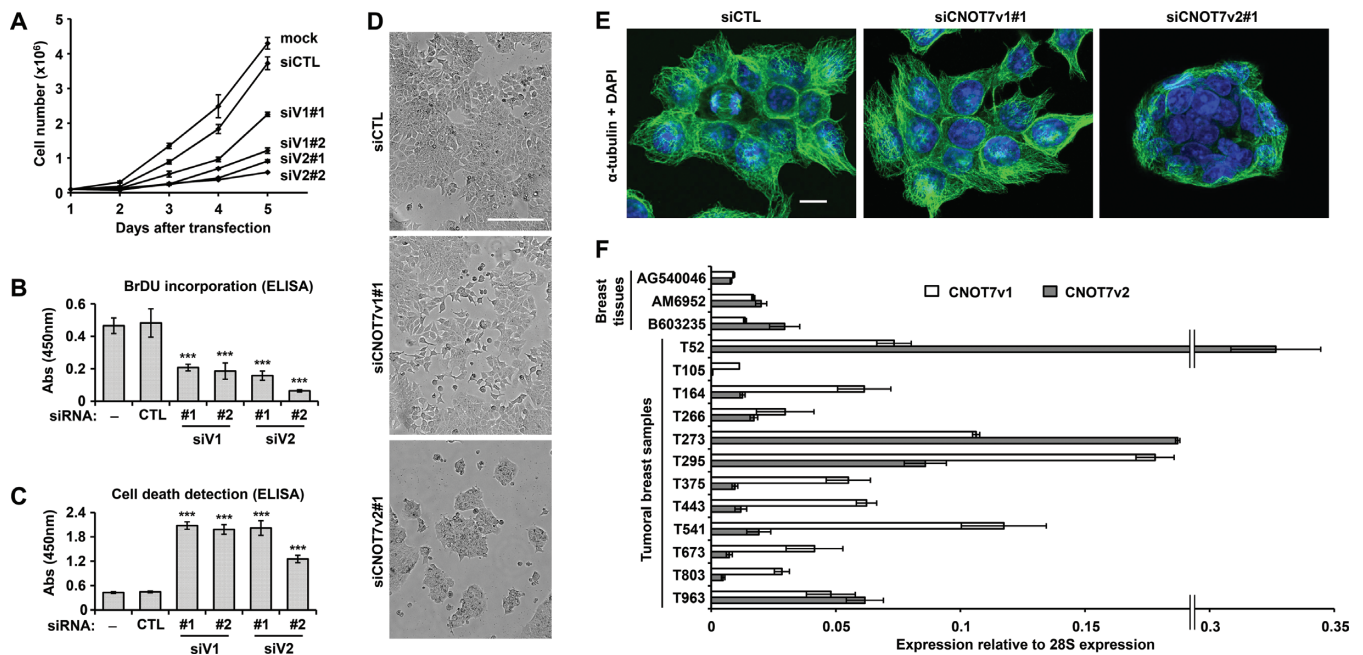 A
Cell number (x10⁶)
5
4
3
2
1
0
mock
siCTL
siV1#1
siV1#2
siV2#1
siV2#2
1 2 3 4 5
Days after transfection
B
BrDU incorporation (ELISA)
Abs (450nm)
0.6
0.4
0.2
0
*** *** *** ***
siRNA: – CTL #1 #2 #1 #2
siV1 siV2
C
Cell death detection (ELISA)
Abs (450nm)
2.4
1.8
1.2
0.6
0
*** *** *** ***
siRNA: – CTL #1 #2 #1 #2
siV1 siV2
D
siCTL
siCNOT7v1#1
siCNOT7v2#1
E
siCTL siCNOT7v1#1 siCNOT7v2#1
α-tubulin + DAPI
F
CNOT7v1 CNOT7v2
Breast
tissues
AG540046
AM6952
B603235
Tumoral breast samples
T52
T105
T164
T266
T273
T295
T375
T443
T541
T673
T803
T963
0 0.05 0.1 0.3 0.35
Expression relative to 28S expression